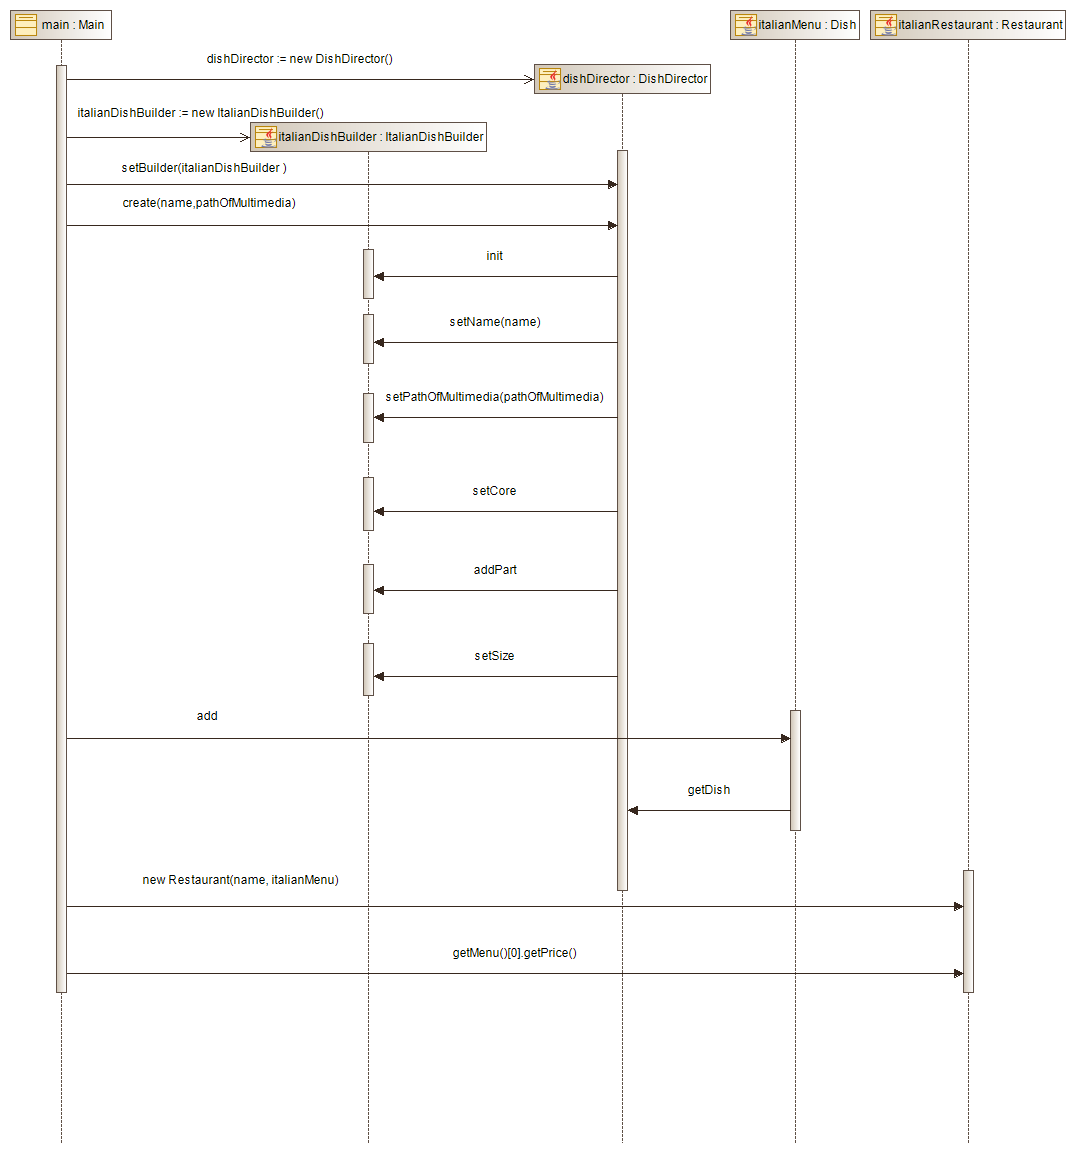 main : Main
italianMenu : Dish
italianRestaurant : Restaurant
dishDirector := new DishDirector()
dishDirector : DishDirector
italianDishBuilder := new ItalianDishBuilder()
italianDishBuilder : ItalianDishBuilder
setBuilder(italianDishBuilder )
create(name,pathOfMultimedia)
init
setName(name)
setPathOfMultimedia(pathOfMultimedia)
setCore
addPart
setSize
add
getDish
new Restaurant(name, italianMenu)
getMenu()[0].getPrice()